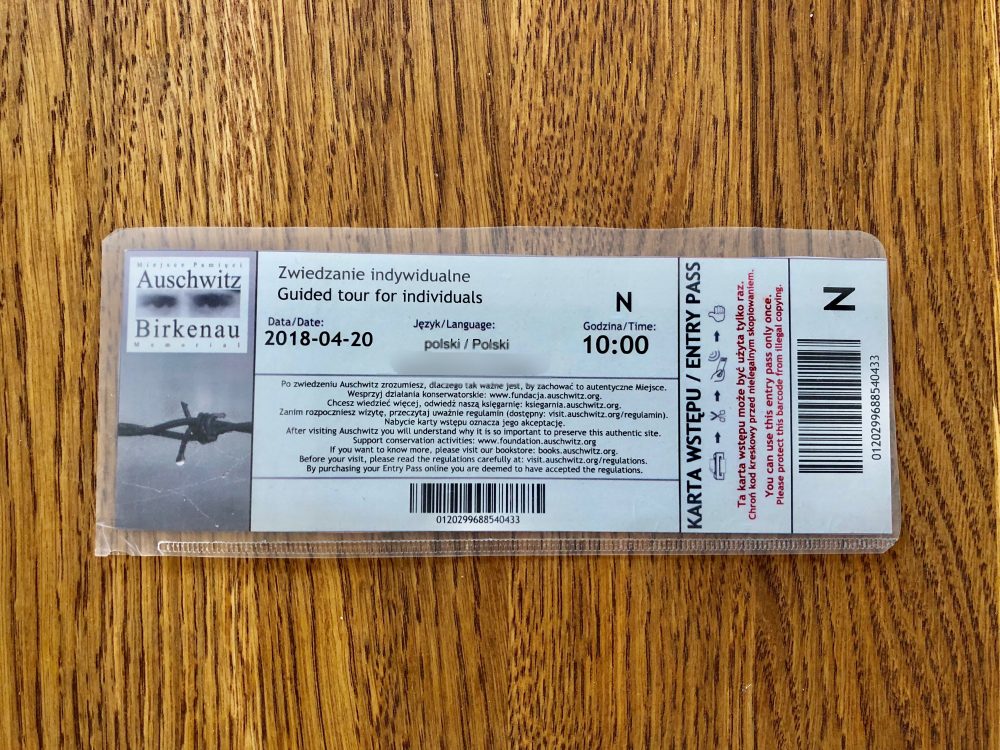 Miejsce Pamięci
Auschwitz
Birkenau
Memorial
Zwiedzanie indywidualne
Guided tour for individuals
N
Data/Date:
2018-04-20
Język/Language:
polski / Polski
Godzina/Time:
10:00
Po zwiedzeniu Auschwitz zrozumiesz, dlaczego tak ważne jest, by zachować to autentyczne Miejsce.
Wesprzyj działania konserwatorskie: www.fundacja.auschwitz.org.
Chcesz wiedzieć więcej, odwiedź naszą księgarnię: ksiegarnia.auschwitz.org.
Zanim rozpoczniesz wizytę, przeczytaj uważnie regulamin (dostępny: visit.auschwitz.org/regulamin).
Nabycie karty wstępu oznacza jego akceptację.
After visiting Auschwitz you will understand why it is so important to preserve this authentic site.
Support conservation activities: www.foundation.auschwitz.org
If you want to know more, please visit our bookstore: books.auschwitz.org.
Before your visit, please read the regulations carefully at: visit.auschwitz.org/regulations.
By purchasing your Entry Pass online you are deemed to have accepted the regulations.
0120299688540433
KARTA WSTĘPU / ENTRY PASS
Ta karta wstępu może być użyta tylko raz.
Chroń kod kreskowy przed nielegalnym skopiowaniem.
You can use this entry pass only once.
Please protect this barcode from illegal copying.
N
0120299688540433